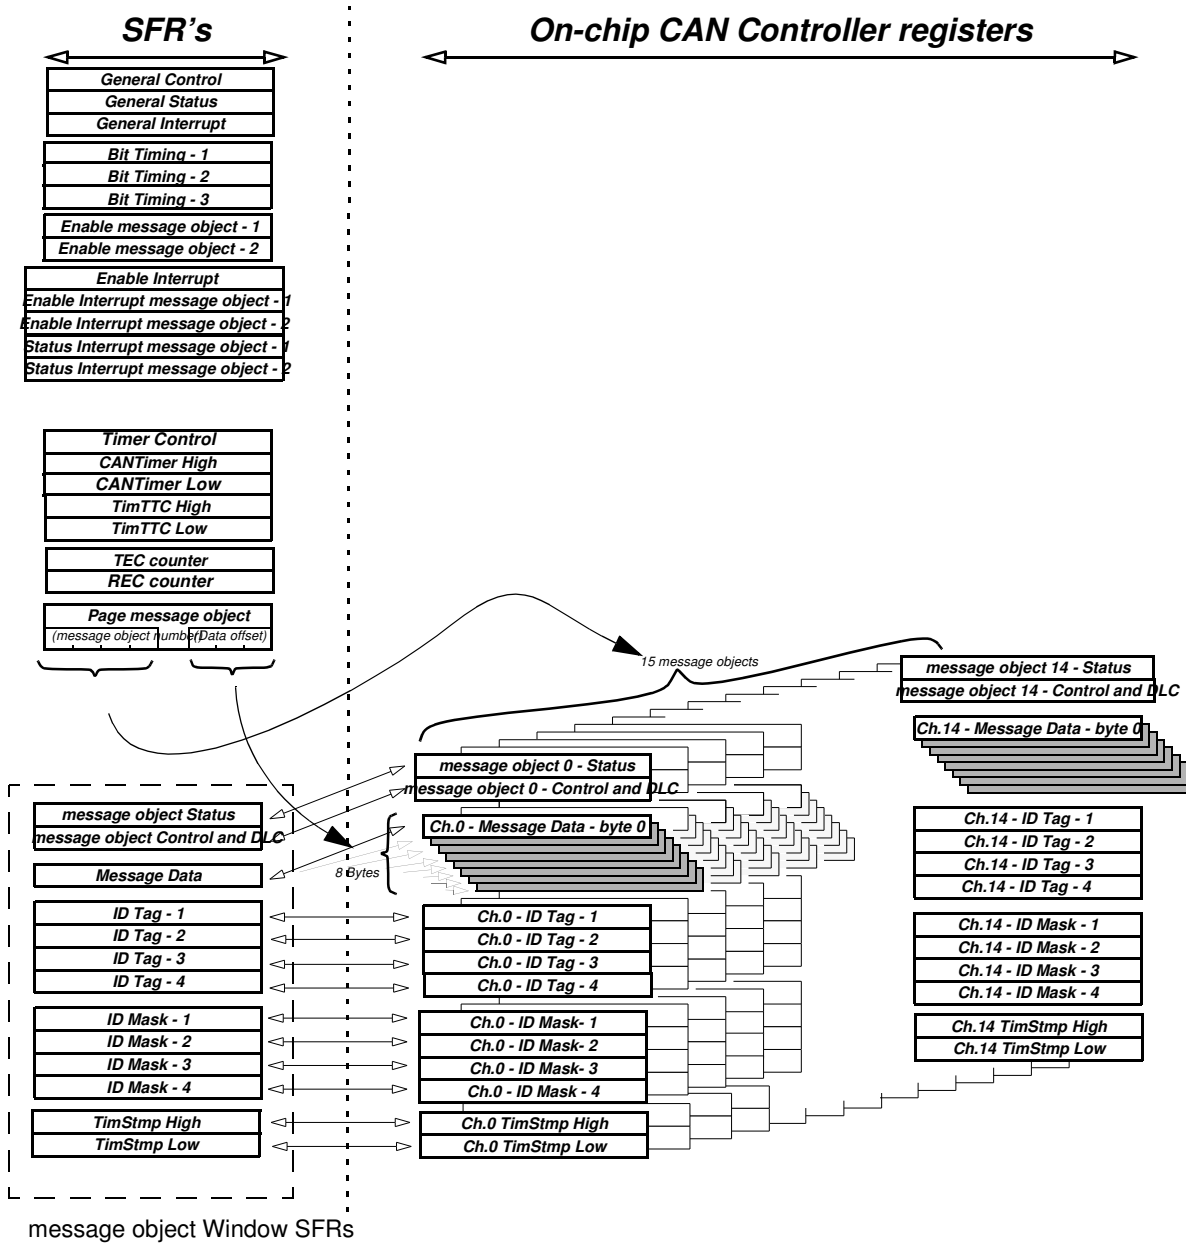 SFR's
General Control
General Status
General Interrupt
Bit Timing - 1
Bit Timing - 2
Bit Timing - 3
Enable message object - 1
Enable message object - 2
Enable Interrupt
Enable Interrupt message object - 1
Enable Interrupt message object - 2
Status Interrupt message object - 1
Status Interrupt message object - 2
Timer Control
CANTimer High
CANTimer Low
TimTTC High
TimTTC Low
TEC counter
REC counter
Page message object
(message object number)
(Data offset)
message object Status
message object Control and DLC
Message Data
ID Tag - 1
ID Tag - 2
ID Tag - 3
ID Tag - 4
ID Mask - 1
ID Mask - 2
ID Mask - 3
ID Mask - 4
TimStmp High
TimStmp Low
message object Window SFRs
On-chip CAN Controller registers
15 message objects
8 Bytes
message object 0 - Status
message object 0 - Control and DLC
Ch.0 - Message Data - byte 0
Ch.0 - ID Tag - 1
Ch.0 - ID Tag - 2
Ch.0 - ID Tag - 3
Ch.0 - ID Tag - 4
Ch.0 - ID Mask- 1
Ch.0 - ID Mask- 2
Ch.0 - ID Mask- 3
Ch.0 - ID Mask - 4
Ch.0 TimStmp High
Ch.0 TimStmp Low
message object 14 - Status
message object 14 - Control and DLC
Ch.14 - Message Data - byte 0
Ch.14 - ID Tag - 1
Ch.14 - ID Tag - 2
Ch.14 - ID Tag - 3
Ch.14 - ID Tag - 4
Ch.14 - ID Mask - 1
Ch.14 - ID Mask - 2
Ch.14 - ID Mask - 3
Ch.14 - ID Mask - 4
Ch.14 TimStmp High
Ch.14 TimStmp Low